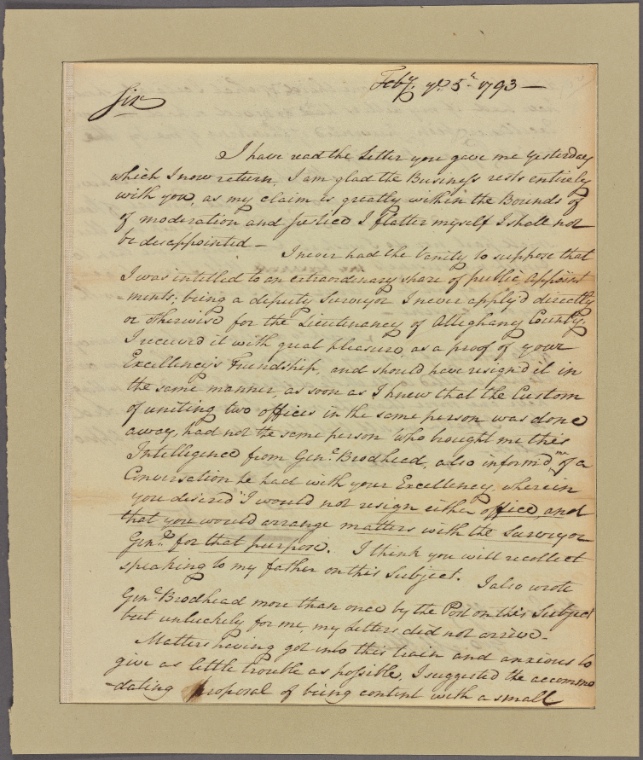 Feby. ye. 5th 1793 —
Sir
I have read the Letter you gave me yesterday
which I now return, I am glad the Business rests entirely
with you, as my claim is greatly within the Bounds of
of moderation and Justice I flatter myself I shall not
be disappointed —
I never had the Vanity to suppose that
I was intitled to an extraordinary share of public Appoint
ments; being a deputy Surveyor I never apply'd directly
or otherwise for the Lieutenancy of Alleghany County,
I received it with great pleasure, as a proof of your
Excellency's Friendship, and should have resign'd it in
the same manner, as soon as I knew that the Custom
of uniting two offices in the same person was done
away, had not the same person who brought me this
Intelligence from Genl. Brodhead, also inform'd me of a
Conversation he had with your Excellency, wherein
you desired I would not resign either office, and
that you would arrange matters with the Surveyor
Genl. for that purpose. I think you will recollect
speaking to my father on this Subject.
I also wrote
Genl. Brodhead more than once by the Post on this Subject
but unluckely for me, my Letters did not arrive.
Matters having got into this train and anxious to
give as little trouble as possible, I suggested the accommo
dating proposal of being content with a small